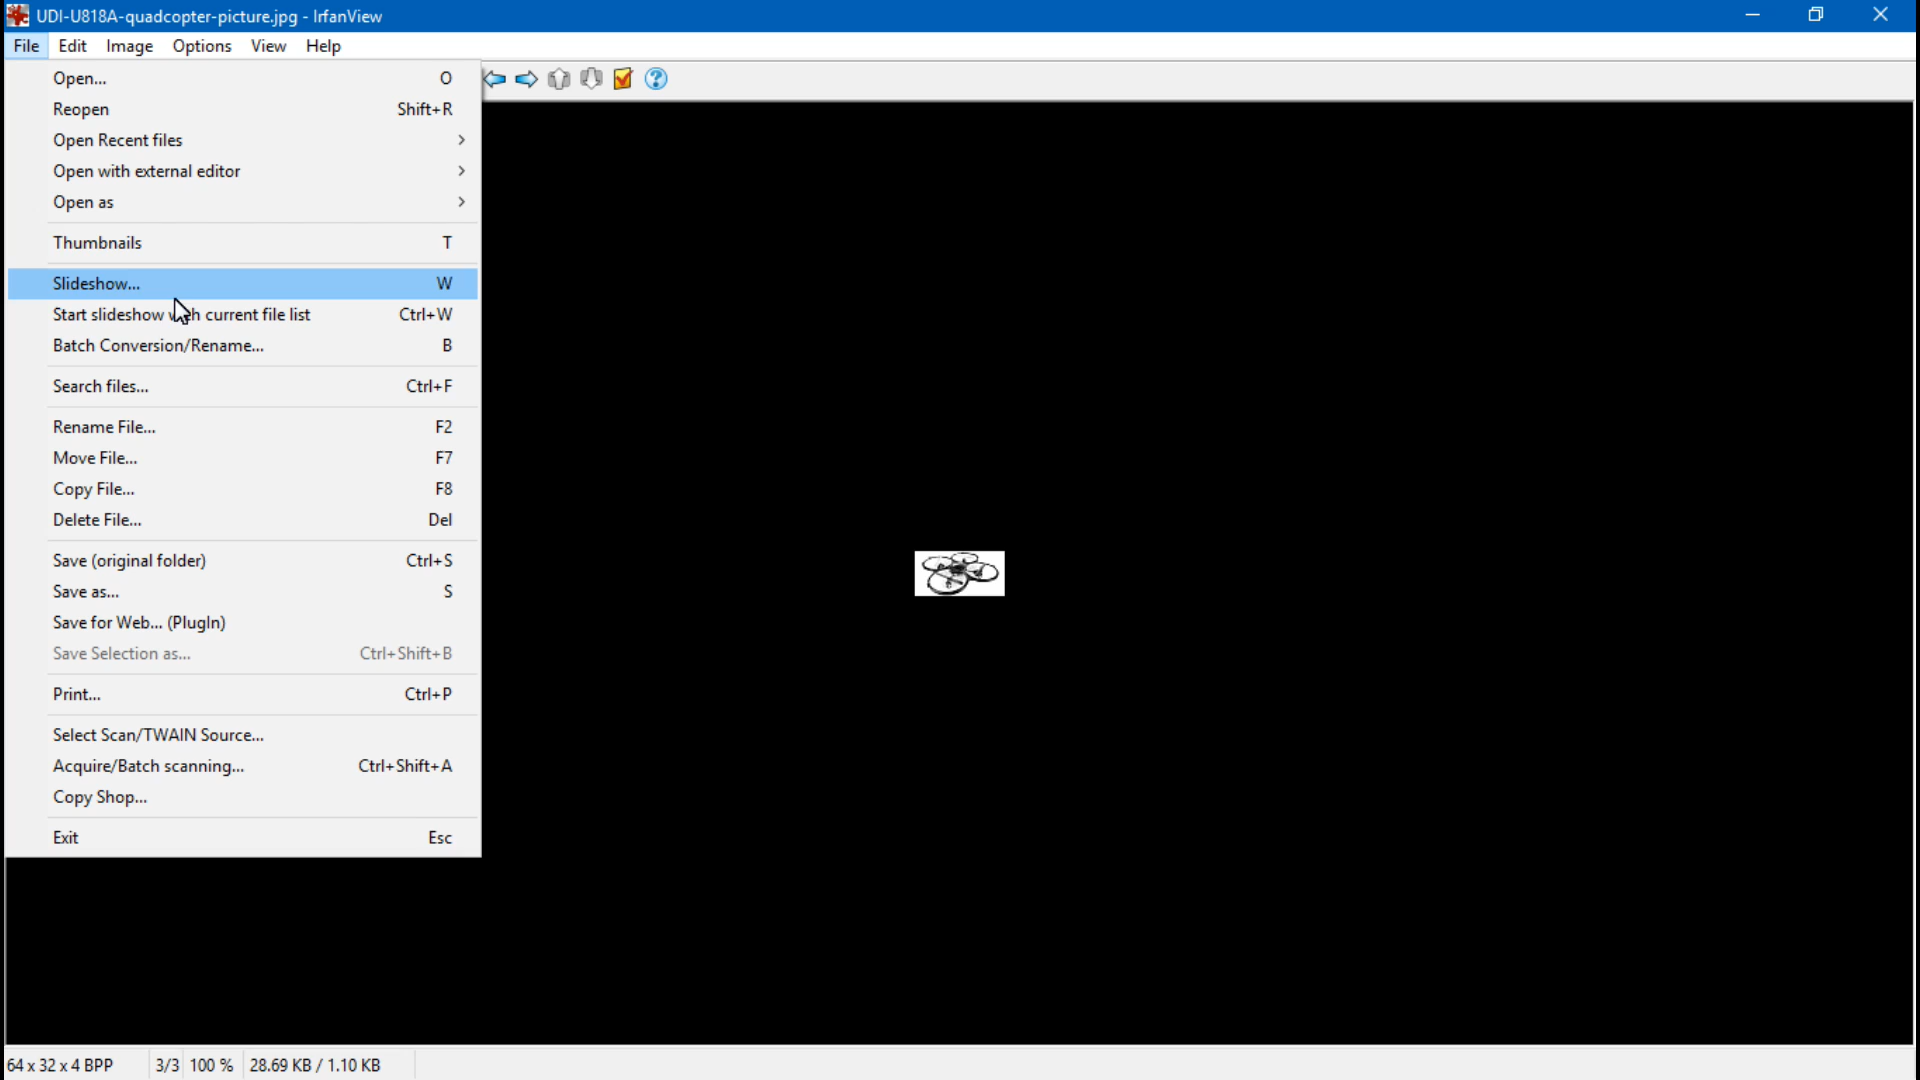 UDI-U818A-quadcopter-picture.jpg - IrfanView
File Edit Image Options View Help
Open... O
Reopen Shift+R
Open Recent files
Open with external editor
Open as
Thumbnails T
Slideshow... W
Start slideshow with current file list Ctrl+W
Batch Conversion/Rename... B
Search files... Ctrl+F
Rename File... F2
Move File... F7
Copy File... F8
Delete File... Del
Save (original folder) Ctrl+S
Save as... S
Save for Web... (PlugIn)
Save Selection as... Ctrl+Shift+B
Print... Ctrl+P
Select Scan/TWAIN Source...
Acquire/Batch scanning... Ctrl+Shift+A
Copy Shop...
Exit Esc
64 x 32 x 4 BPP 3/3 100 % 28.69 KB / 1.10 KB